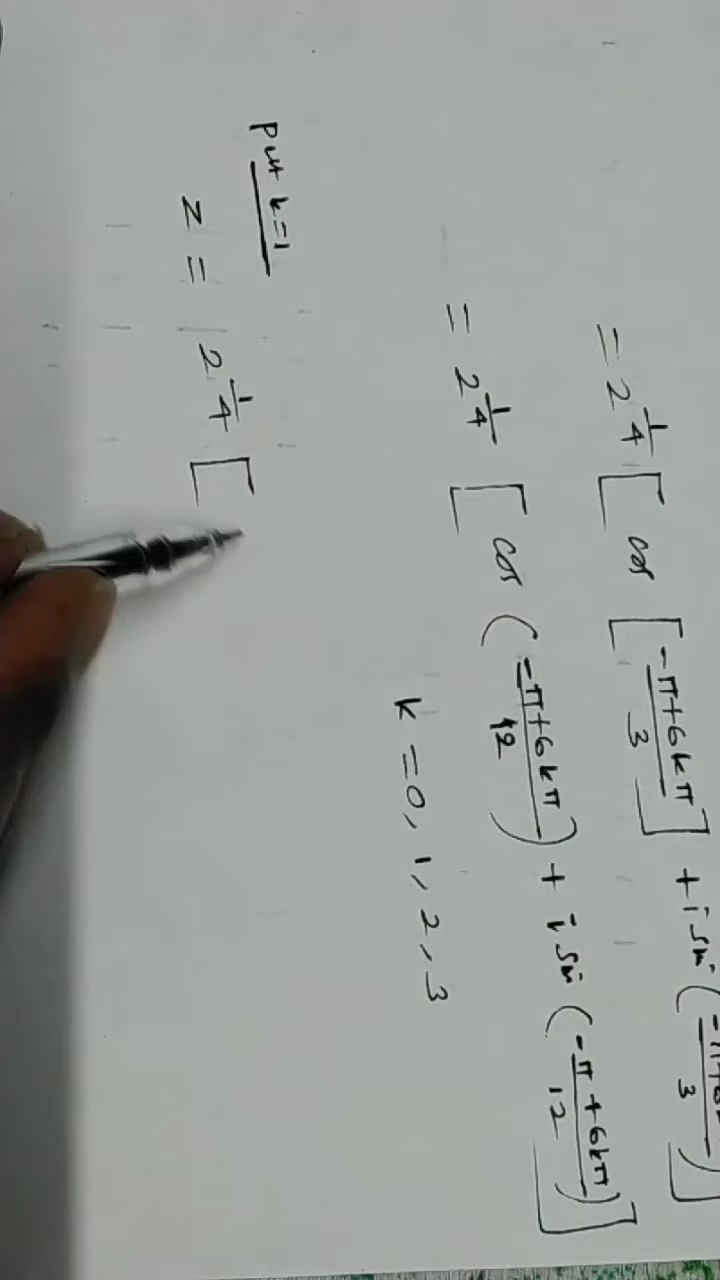 = 2^(1/4) [ cos [ (-π+6kπ)/3 ] + i sin ( /3 ) ]
= 2^(1/4) [ cos ( (-π+6kπ)/12 ) + i sin ( (-π+6kπ)/12 ) ]
k = 0, 1, 2, 3
Put k=1
z = 2^(1/4) [